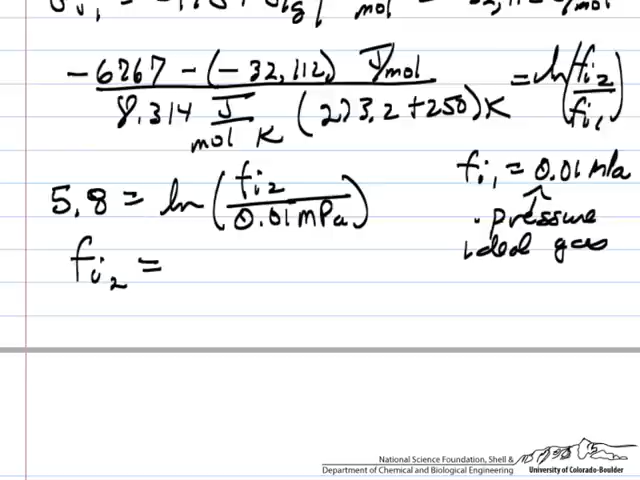 -6767 - (-32,112) J/mol
8.314 J/mol K (273.2+250)K = ln(fi2/fi1)
fi1 = 0.01 MPa
5.8 = ln(fi2/0.01 MPa)
· pressure
ideal gas
fi2 =
National Science Foundation, Shell &
Department of Chemical and Biological Engineering
University of Colorado-Boulder